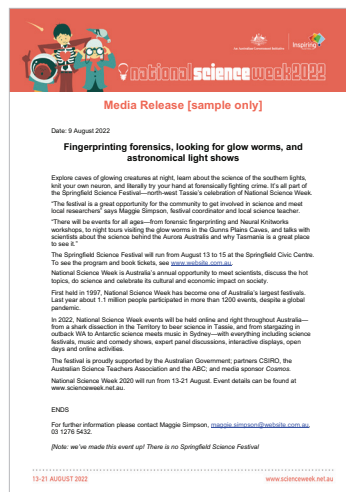 An Australian Government Initiative
inspiring
nationalscienceweek2022
Media Release [sample only]
Date: 9 August 2022
Fingerprinting forensics, looking for glow worms, and
astronomical light shows
Explore caves of glowing creatures at night, learn about the science of the southern lights,
knit your own neuron, and literally try your hand at forensically fighting crime. It's all part of
the Springfield Science Festival—north-west Tassie's celebration of National Science Week.
"The festival is a great opportunity for the community to get involved in science and meet
local researchers" says Maggie Simpson, festival coordinator and local science teacher.
"There will be events for all ages—from forensic fingerprinting and Neural Knitworks
workshops, to night tours visiting the glow worms in the Gunns Plains Caves, and talks with
scientists about the science behind the Aurora Australis and why Tasmania is a great place
to see it."
The Springfield Science Festival will run from August 13 to 15 at the Springfield Civic Centre.
To see the program and book tickets, see www.website.com.au.
National Science Week is Australia's annual opportunity to meet scientists, discuss the hot
topics, do science and celebrate its cultural and economic impact on society.
First held in 1997, National Science Week has become one of Australia's largest festivals.
Last year about 1.1 million people participated in more than 1200 events, despite a global
pandemic.
In 2022, National Science Week events will be held online and right throughout Australia—
from a shark dissection in the Territory to beer science in Tassie, and from stargazing in
outback WA to Antarctic science meets music in Sydney—with everything including science
festivals, music and comedy shows, expert panel discussions, interactive displays, open
days and online activities.
The festival is proudly supported by the Australian Government; partners CSIRO, the
Australian Science Teachers Association and the ABC; and media sponsor Cosmos.
National Science Week 2020 will run from 13-21 August. Event details can be found at
www.scienceweek.net.au.
ENDS
For further information please contact Maggie Simpson, maggie.simpson@website.com.au,
03 1276 5432.
[Note: we've made this event up! There is no Springfield Science Festival
13-21 AUGUST 2022
www.scienceweek.net.au